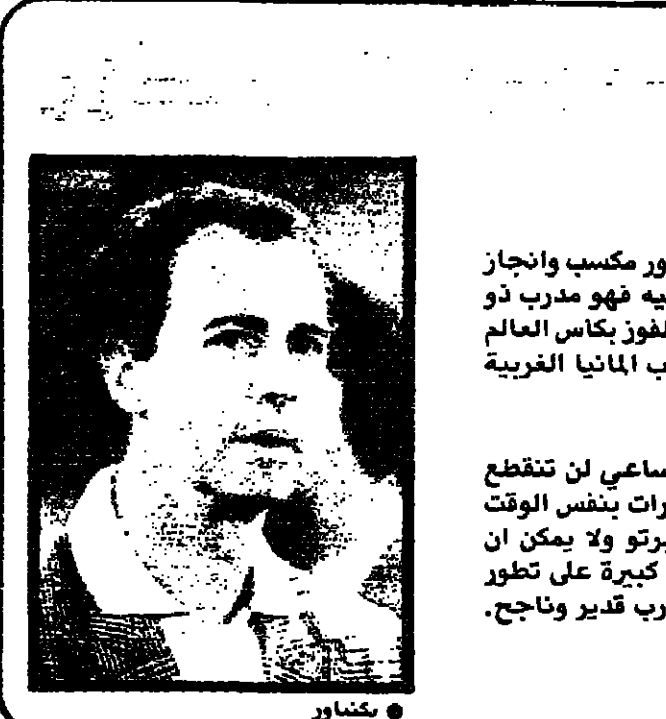 ور مكسب وانجاز
يه فهو مدرب ذو
لفوز بكاس العالم
ب المانيا الغربية
ساعي لن تنقطع
رات بنفس الوقت
برتو ولا يمكن ان
كبيرة على تطور
رب قدير وناجح.
● بكنباور